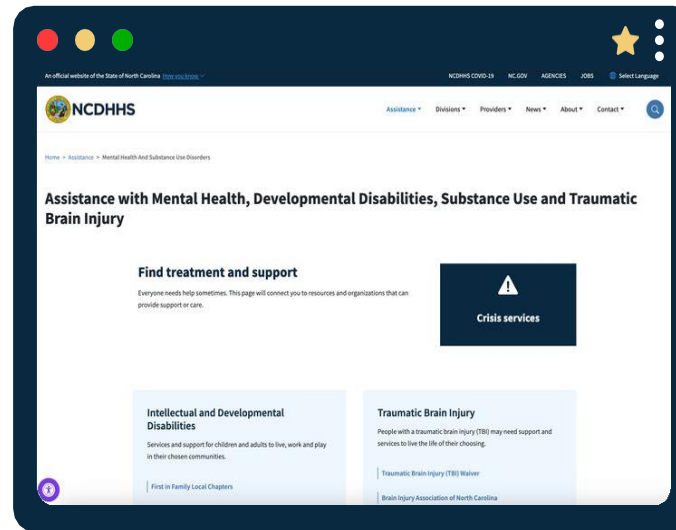 An official website of the State of North Carolina How you know
NCDHHS COVID-19 NC.GOV AGENCIES JOBS Select Language
NCDHHS
Assistance Divisions Providers News About Contact
Home > Assistance > Mental Health And Substance Use Disorders
Assistance with Mental Health, Developmental Disabilities, Substance Use and Traumatic
Brain Injury
Find treatment and support
Everyone needs help sometimes. This page will connect you to resources and organizations that can
provide support or care.
Crisis services
Intellectual and Developmental
Disabilities
Services and support for children and adults to live, work and play
in their chosen communities.
First in Family Local Chapters
Traumatic Brain Injury
People with a traumatic brain injury (TBI) may need support and
services to live the life of their choosing.
Traumatic Brain Injury (TBI) Waiver
Brain Injury Association of North Carolina